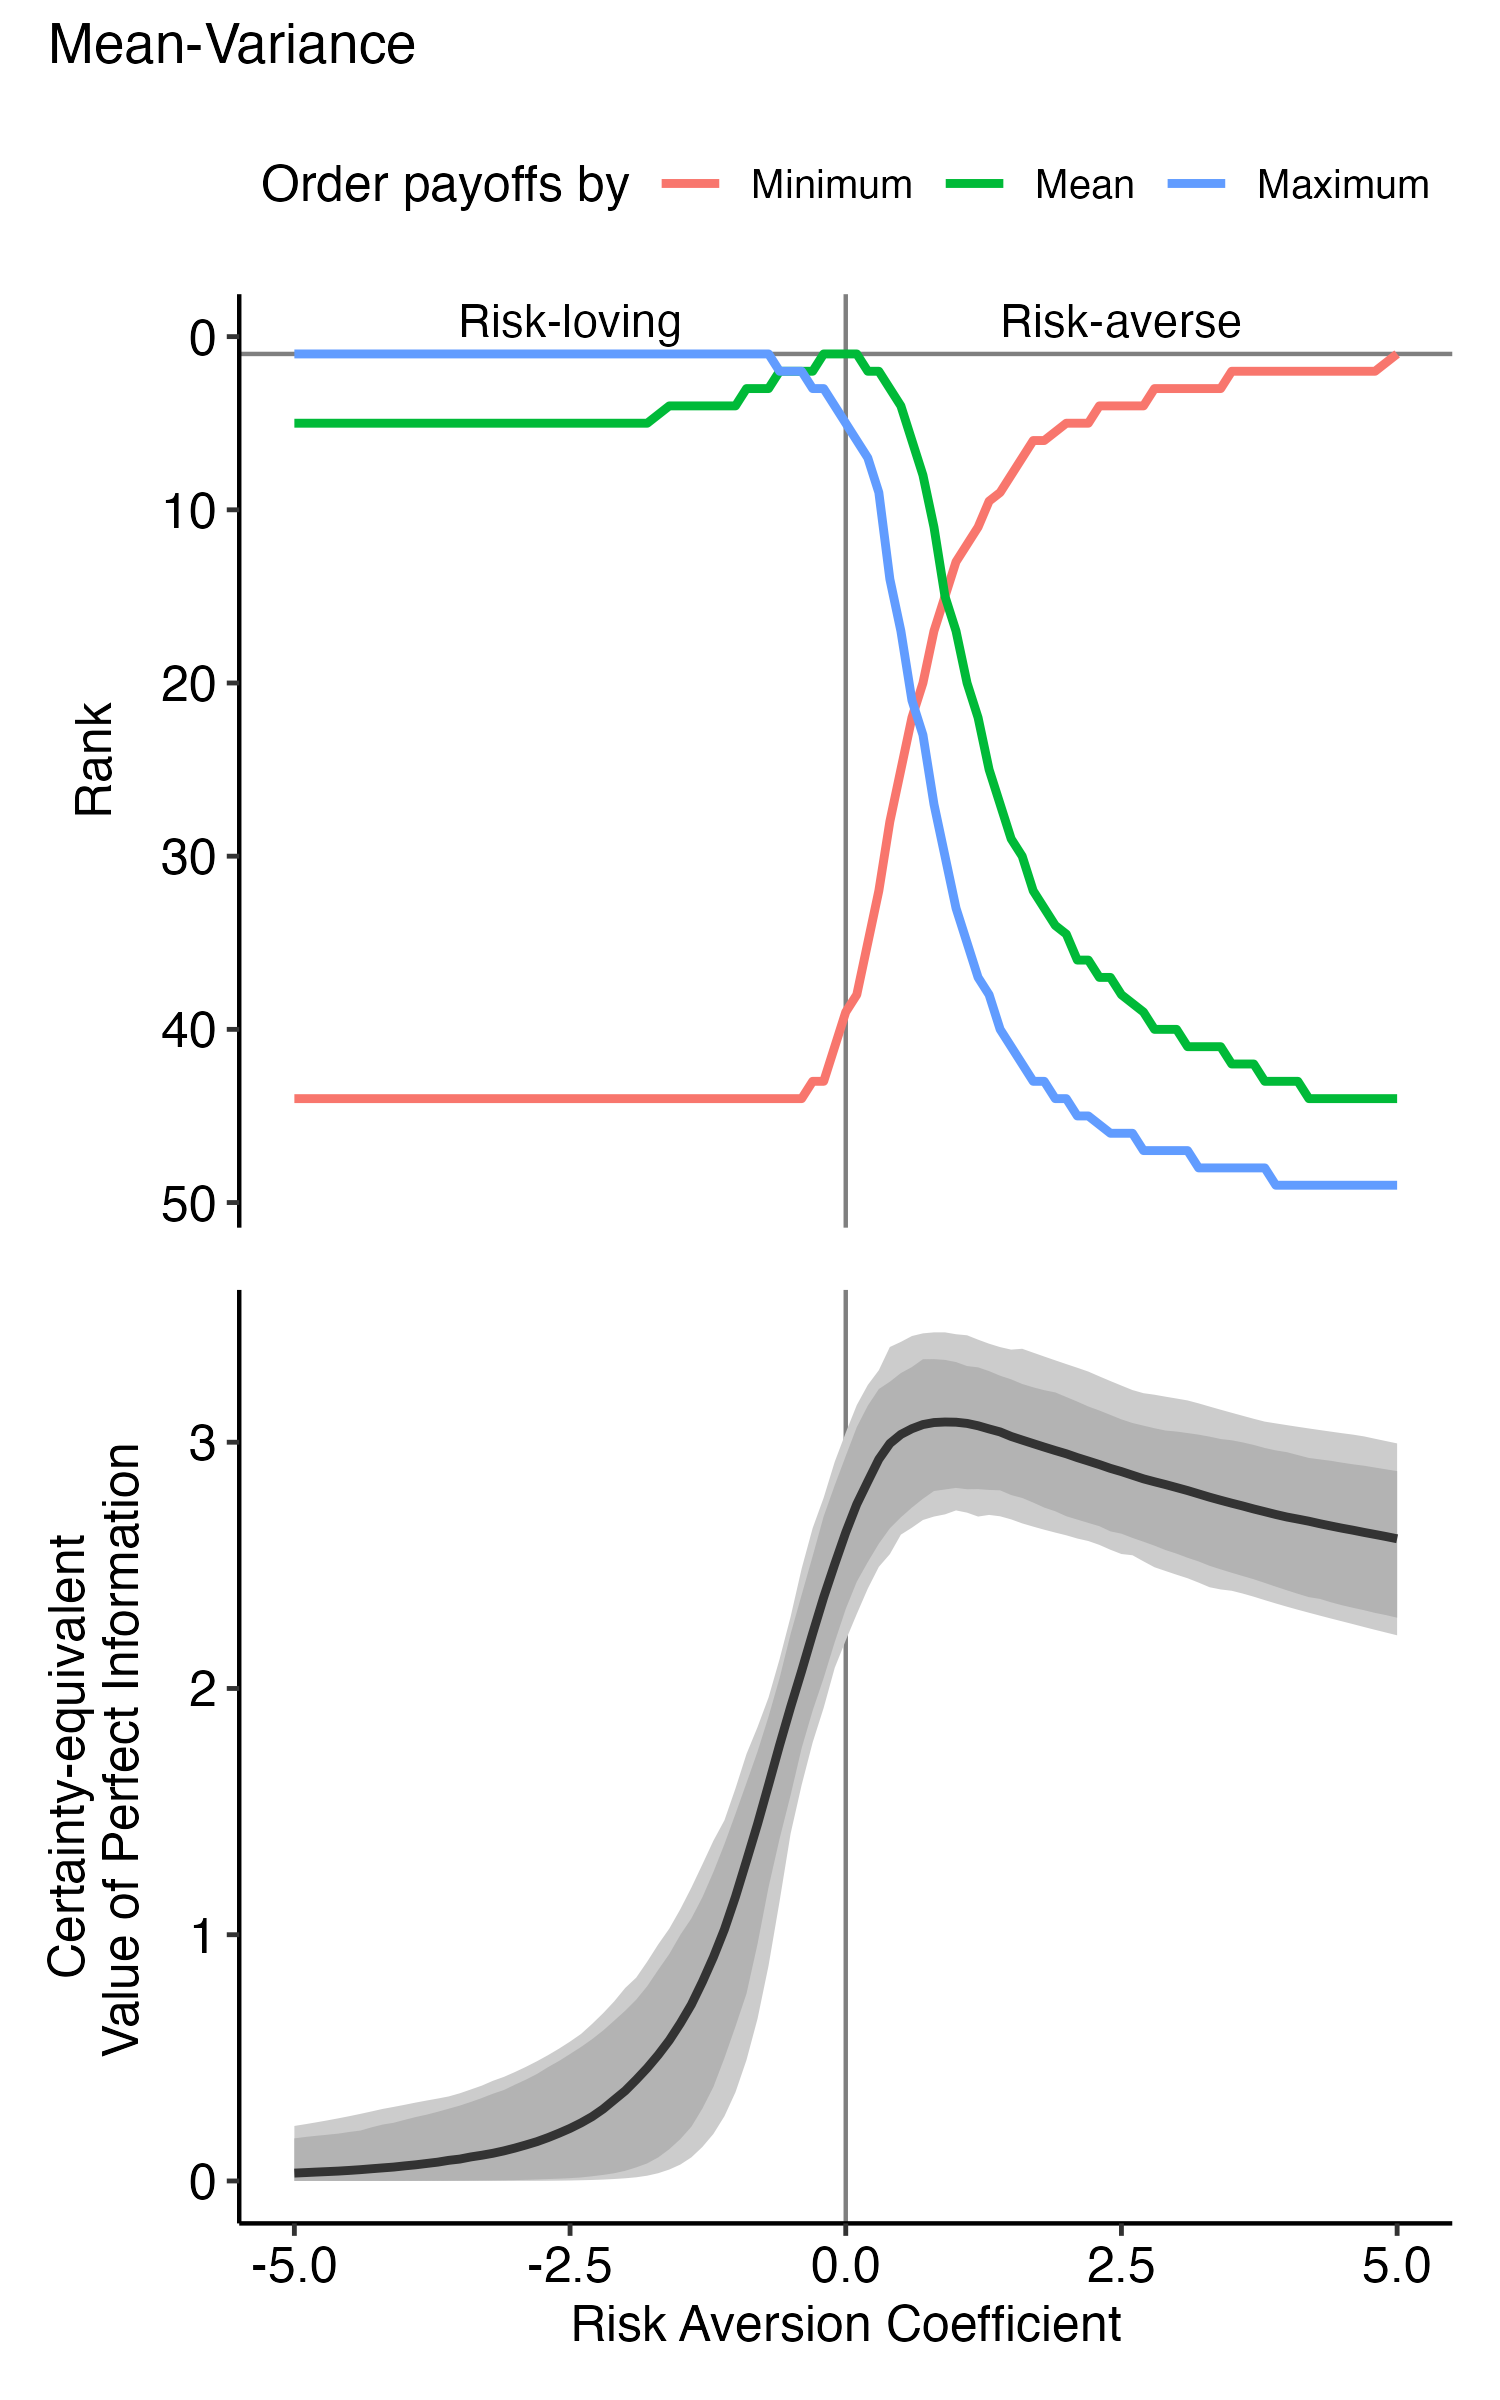 Mean-Variance
Order payoffs by Minimum Mean Maximum
Risk-loving Risk-averse
0
10
20
30
40
50
Rank
3
2
1
0
Certainty-equivalent
Value of Perfect Information
-5.0 -2.5 0.0 2.5 5.0
Risk Aversion Coefficient